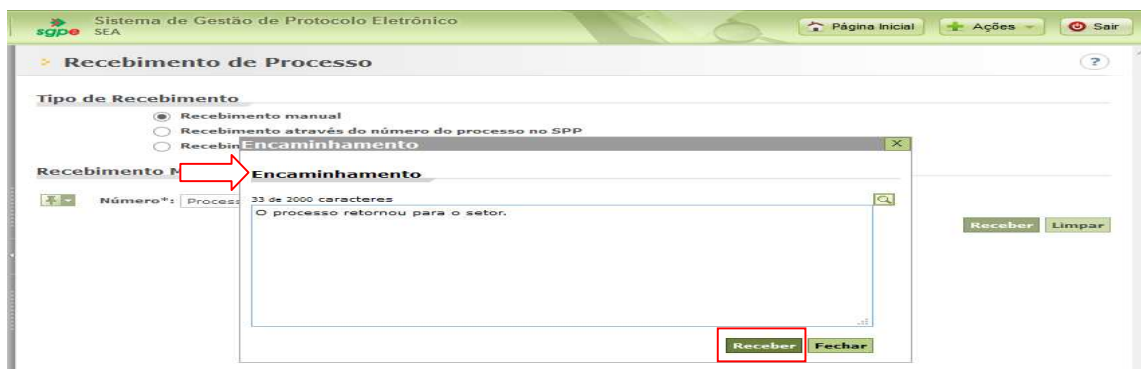 sgpe Sistema de Gestão de Protocolo Eletrônico
SEA
Página Inicial Ações Sair
Recebimento de Processo ?
Tipo de Recebimento
Recebimento manual
Recebimento através do número do processo no SPP
Encaminhamento X
Encaminhamento
Número*: Process
33 de 2000 caracteres
O processo retornou para o setor.
Receber Limpar
Receber Fechar